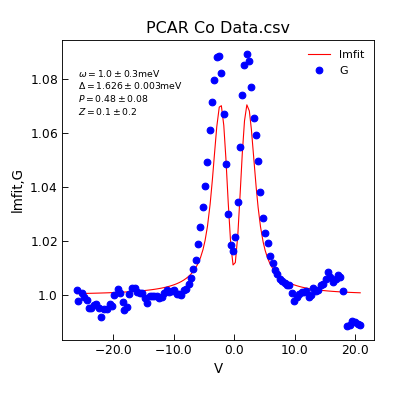 PCAR Co Data.csv
ω = 1.0 ± 0.3meV
Δ = 1.626 ± 0.003meV
P = 0.48 ± 0.08
Z = 0.1 ± 0.2
lmfit
G
lmfit,G
1.08
1.06
1.04
1.02
1.0
−20.0 −10.0 0.0 10.0 20.0
V